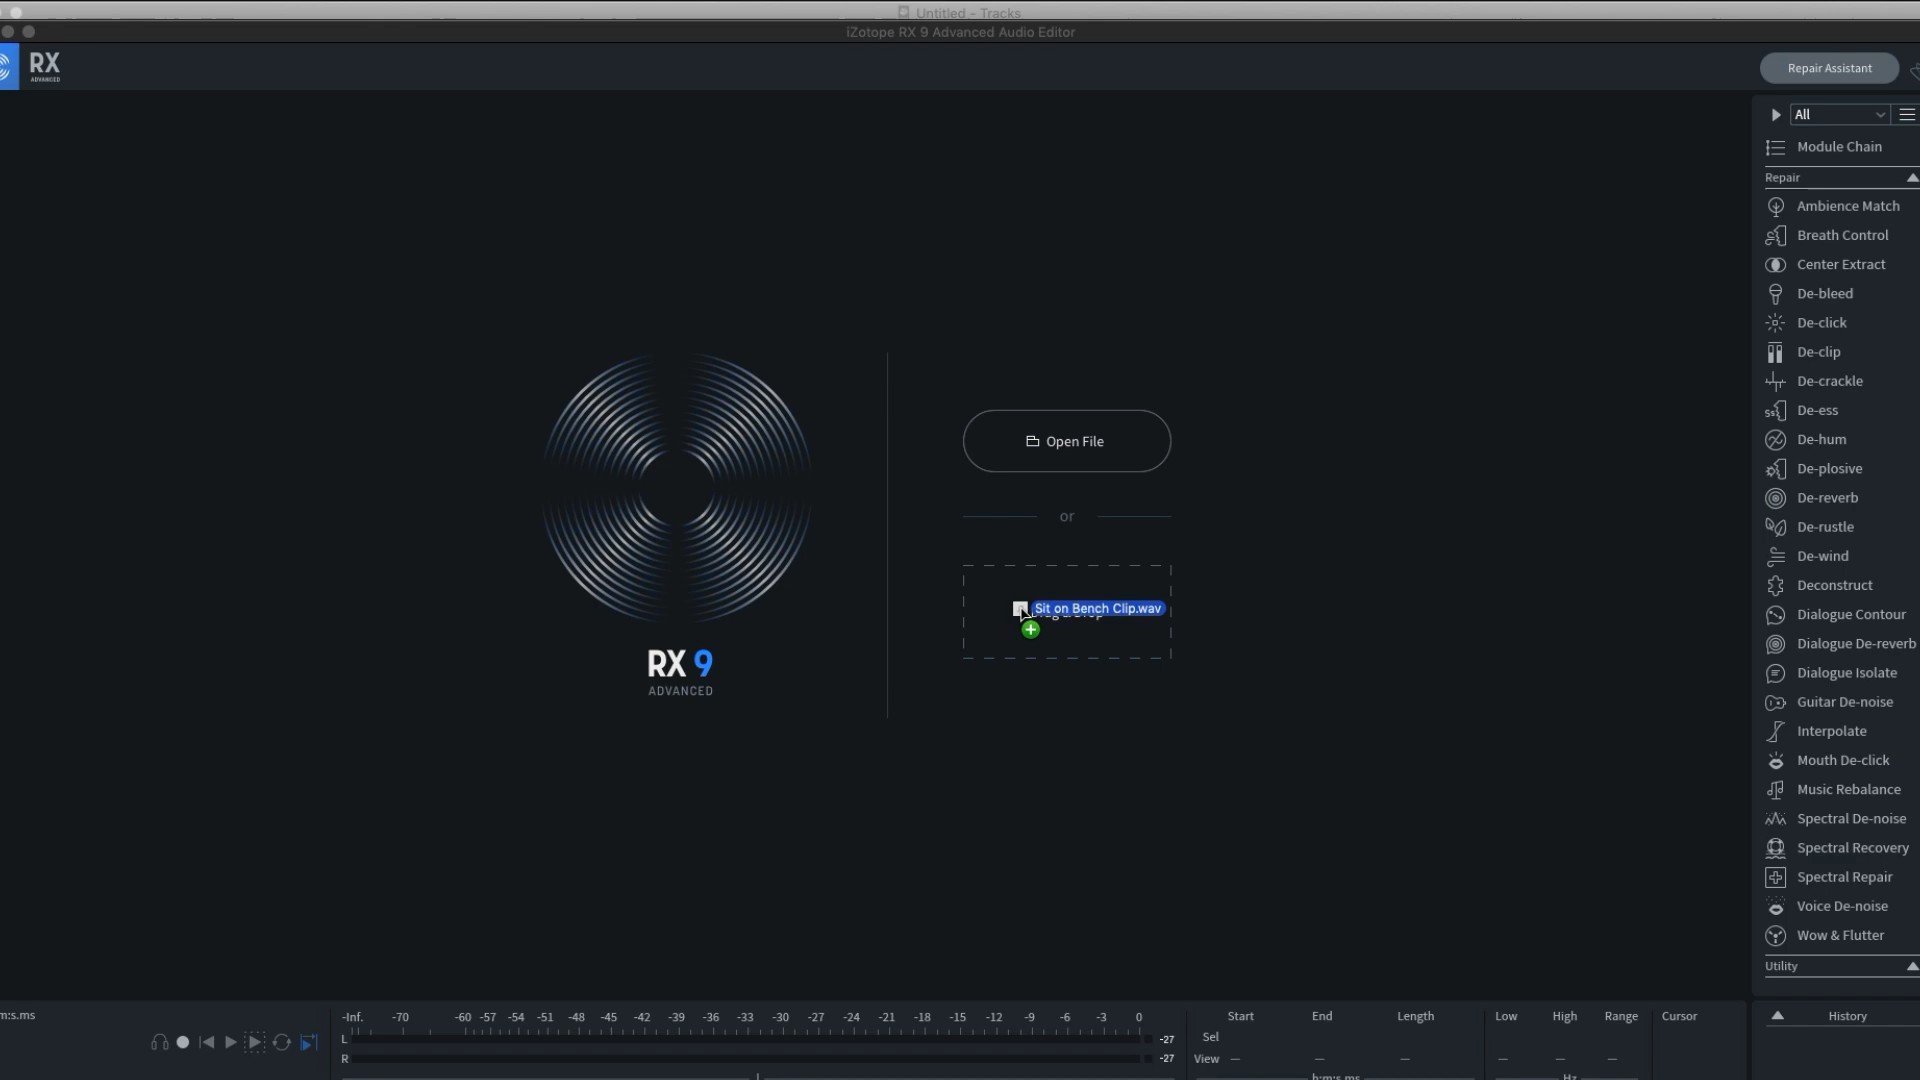 Untitled - Tracks
iZotope RX 9 Advanced Audio Editor
RX
ADVANCED
Repair Assistant
All
Module Chain
Repair
Ambience Match
Breath Control
Center Extract
De-bleed
De-click
De-clip
De-crackle
De-ess
De-hum
De-plosive
De-reverb
De-rustle
De-wind
Deconstruct
Dialogue Contour
Dialogue De-reverb
Dialogue Isolate
Guitar De-noise
Interpolate
Mouth De-click
Music Rebalance
Spectral De-noise
Spectral Recovery
Spectral Repair
Voice De-noise
Wow & Flutter
Utility
Open File
or
Sit on Bench Clip.wav
Drag & Drop
RX 9
ADVANCED
m:s.ms
-Inf. -70 -60 -57 -54 -51 -48 -45 -42 -39 -36 -33 -30 -27 -24 -21 -18 -15 -12 -9 -6 -3 0
L -27
R -27
Start End Length Low High Range Cursor
Sel
View — — — — — —
h:m:s.ms Hz
History